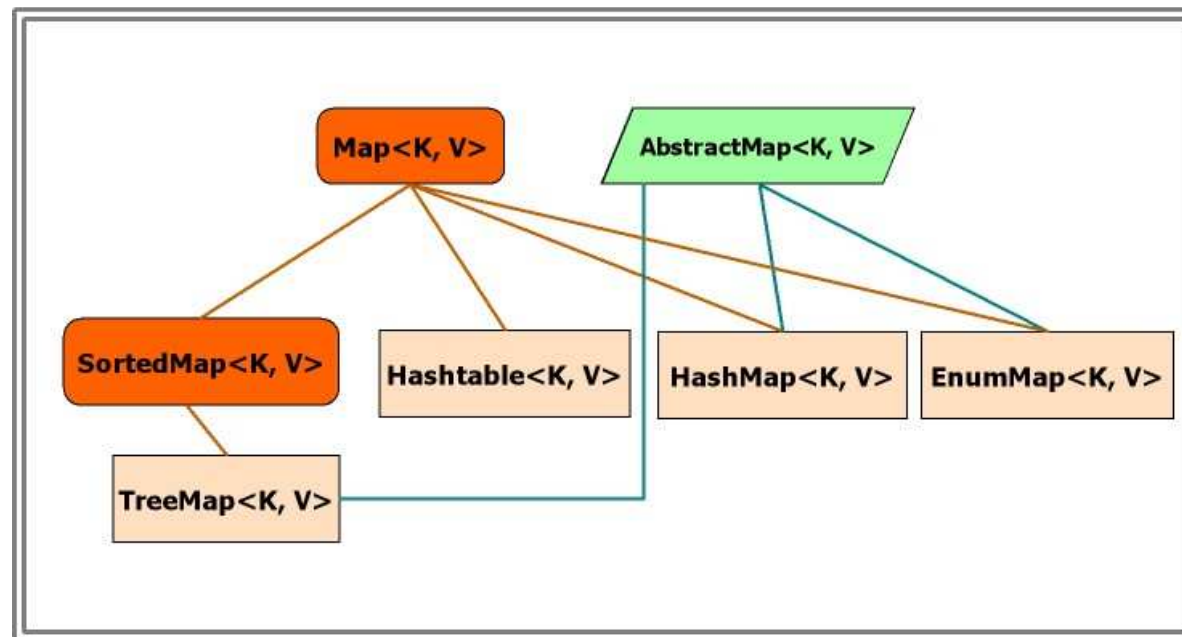 Map<K, V>
AbstractMap<K, V>
SortedMap<K, V>
Hashtable<K, V>
HashMap<K, V>
EnumMap<K, V>
TreeMap<K, V>